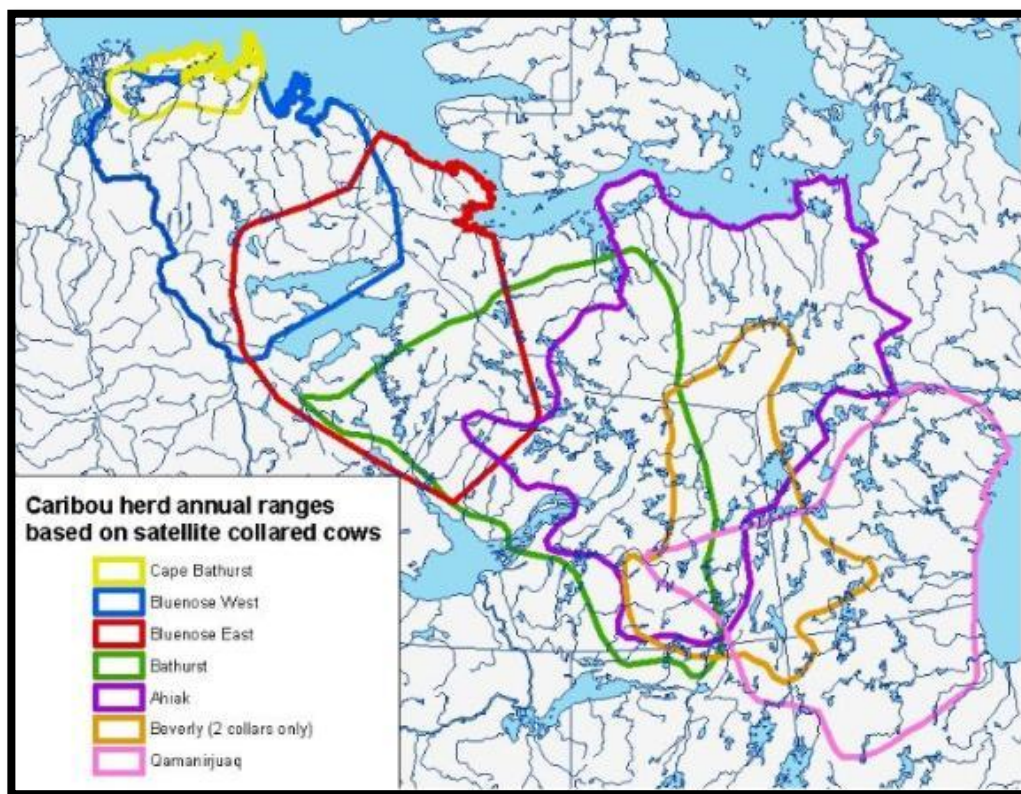 Caribou herd annual ranges
based on satellite collared cows
Cape Bathurst
Bluenose West
Bluenose East
Bathurst
Ahiak
Beverly (2 collars only)
Qamanirjuaq